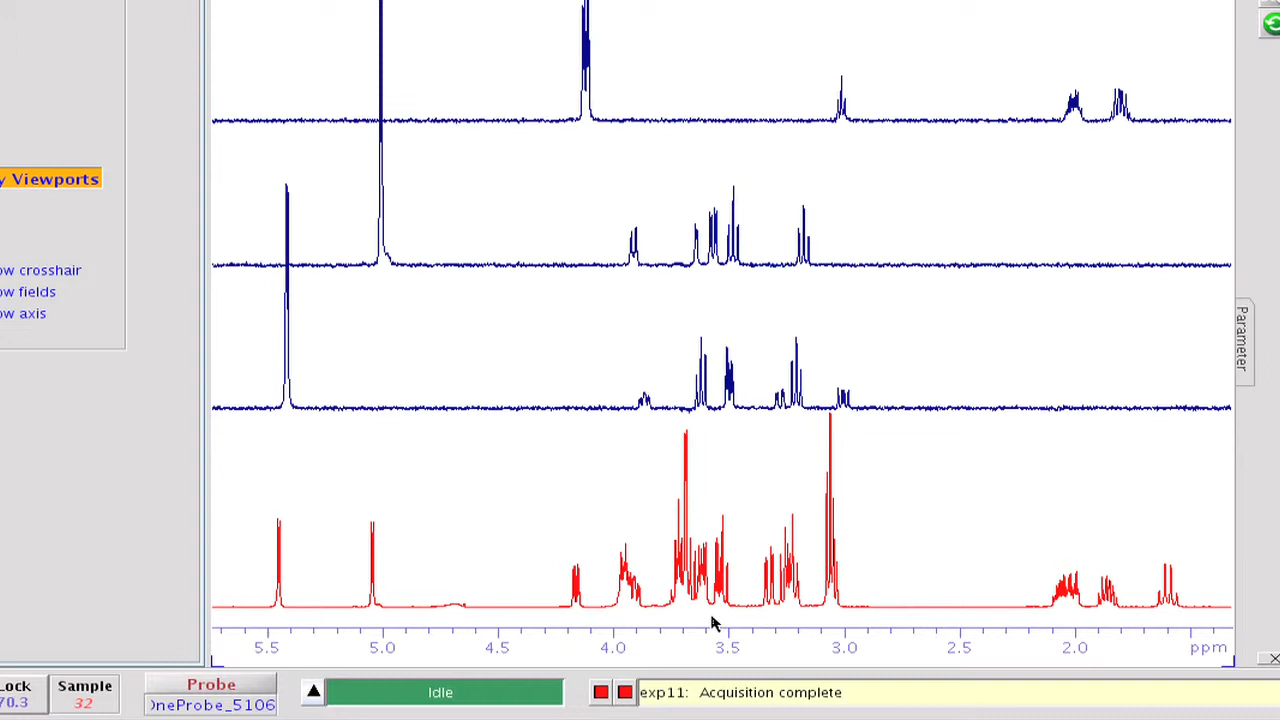 y Viewports
ow crosshair
ow fields
ow axis
Parameter
5.5 5.0 4.5 4.0 3.5 3.0 2.5 2.0 ppm
Lock
70.3
Sample
32
Probe
OneProbe_5106
Idle
exp11: Acquisition complete